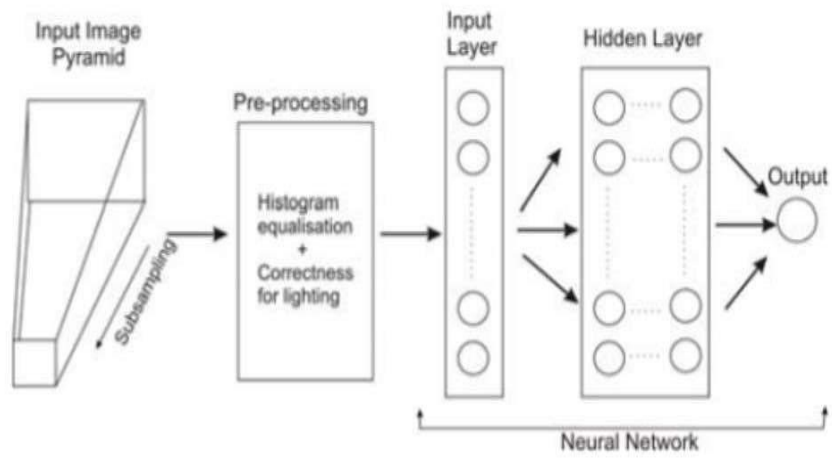 Input Image
Pyramid
Subsampling
Pre-processing
Histogram
equalisation
+
Correctness
for lighting
Input
Layer
Hidden Layer
Output
Neural Network